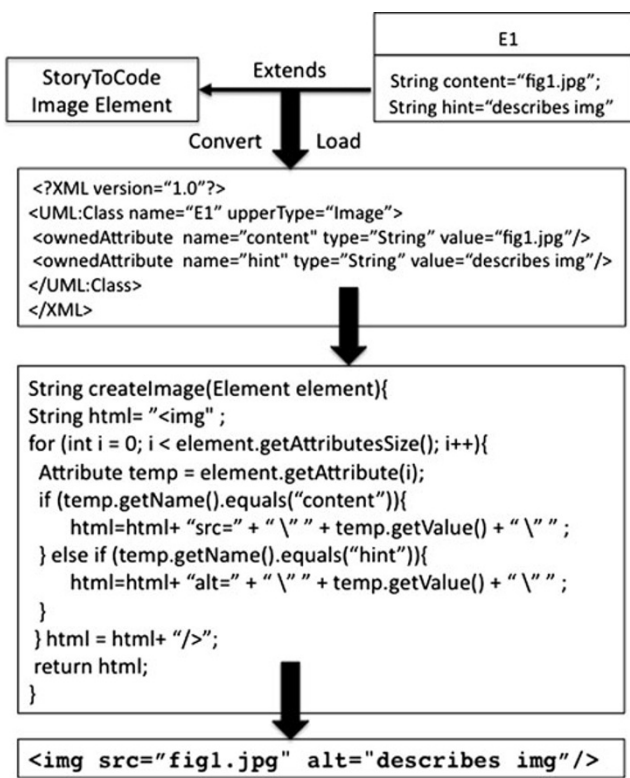 E1
StoryToCode
Image Element
Extends
String content=“fig1.jpg”;
String hint=“describes img”
Convert
Load
<?XML version=“1.0”?>
<UML:Class name=“E1” upperType=“Image”>
<ownedAttribute name=”content" type=”String” value=“fig1.jpg”/>
<ownedAttribute name=”hint" type=”String” value=“describes img”/>
</UML:Class>
</XML>
String createImage(Element element){
String html= ”<img" ;
for (int i = 0; i < element.getAttributesSize(); i++){
Attribute temp = element.getAttribute(i);
if (temp.getName().equals(“content”)){
html=html+ “src=” + “ \” ” + temp.getValue() + “ \” ” ;
} else if (temp.getName().equals(“hint”)){
html=html+ “alt=” + “ \” ” + temp.getValue() + “ \” ” ;
}
} html = html+ “/>”;
return html;
}
<img src=”fig1.jpg" alt="describes img”/>